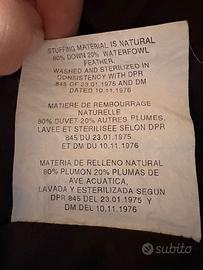 STUFFING MATERIAL IS NATURAL
80% DOWN 20% WATERFOWL
FEATHER,
WASHED AND STERILIZED IN
CONSISTENCY WITH DPR
845 OF 23.01.1975 AND DM
DATED 10.11.1976
MATIERE DE REMBOURRAGE
NATURELLE
80% DUVET 20% AUTRES PLUMES,
LAVEE ET STERILISEE SELON DPR
845 DU 23.01.1975
ET DM DU 10.11.1976
MATERIA DE RELLENO NATURAL
80% PLUMON 20% PLUMAS DE
AVE ACUATICA,
LAVADA Y ESTERILIZADA SEGUN
DPR 845 DEL 23.01.1975 Y
DM DEL 10.11.1976
subito